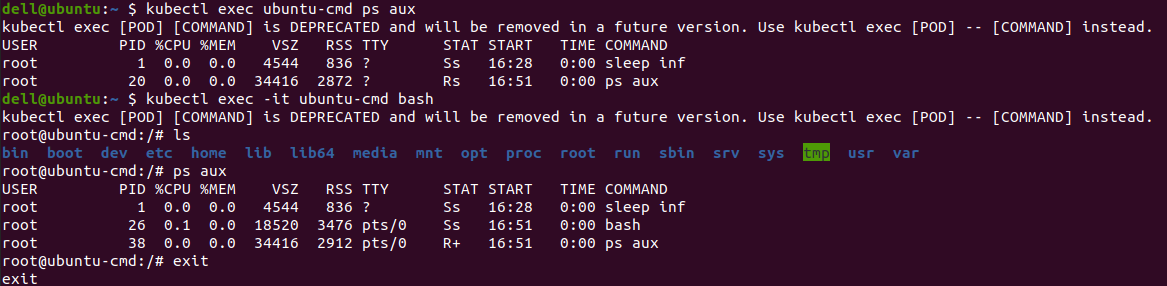 dell@ubuntu:~ $ kubectl exec ubuntu-cmd ps aux
kubectl exec [POD] [COMMAND] is DEPRECATED and will be removed in a future version. Use kubectl exec [POD] -- [COMMAND] instead.
USER         PID %CPU %MEM    VSZ   RSS TTY      STAT START   TIME COMMAND
root           1  0.0  0.0   4544   836 ?        Ss   16:28   0:00 sleep inf
root          20  0.0  0.0  34416  2872 ?        Rs   16:51   0:00 ps aux
dell@ubuntu:~ $ kubectl exec -it ubuntu-cmd bash
kubectl exec [POD] [COMMAND] is DEPRECATED and will be removed in a future version. Use kubectl exec [POD] -- [COMMAND] instead.
root@ubuntu-cmd:/# ls
bin  boot  dev  etc  home  lib  lib64  media  mnt  opt  proc  root  run  sbin  srv  sys  tmp  usr  var
root@ubuntu-cmd:/# ps aux
USER         PID %CPU %MEM    VSZ   RSS TTY      STAT START   TIME COMMAND
root           1  0.0  0.0   4544   836 ?        Ss   16:28   0:00 sleep inf
root          26  0.1  0.0  18520  3476 pts/0    Ss   16:51   0:00 bash
root          38  0.0  0.0  34416  2912 pts/0    R+   16:51   0:00 ps aux
root@ubuntu-cmd:/# exit
exit